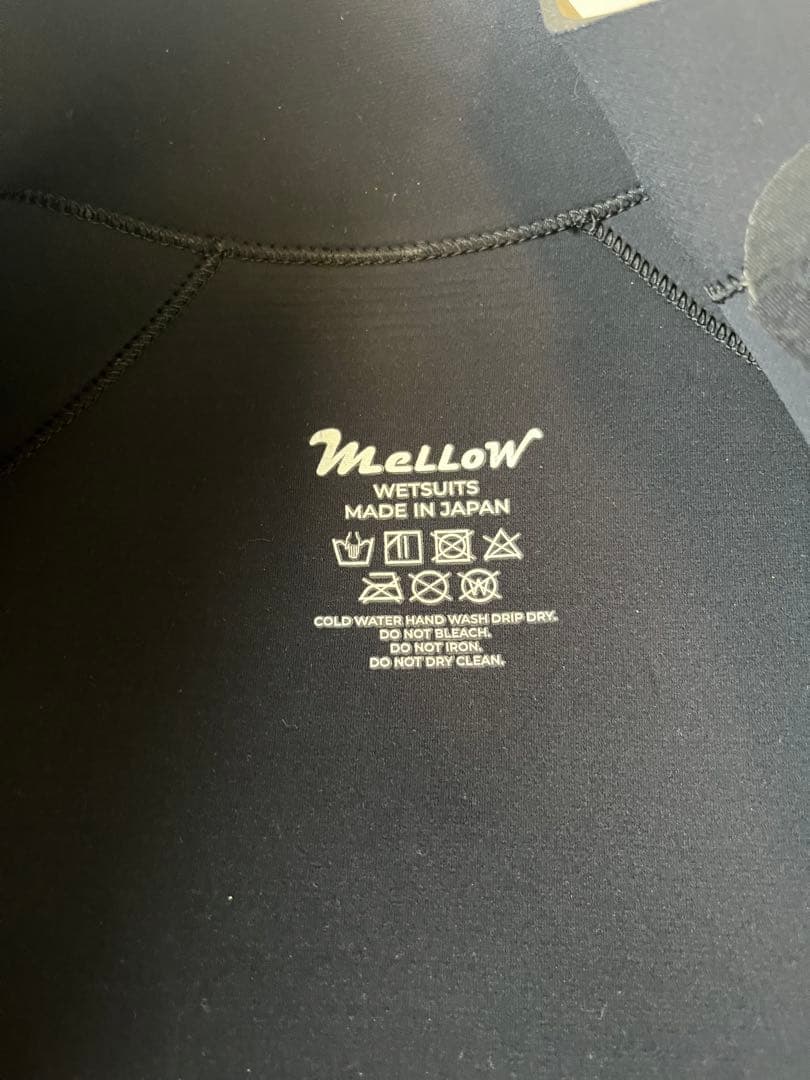 mellow
WETSUITS
MADE IN JAPAN
W
COLD WATER HAND WASH DRIP DRY.
DO NOT BLEACH.
DO NOT IRON.
DO NOT DRY CLEAN.